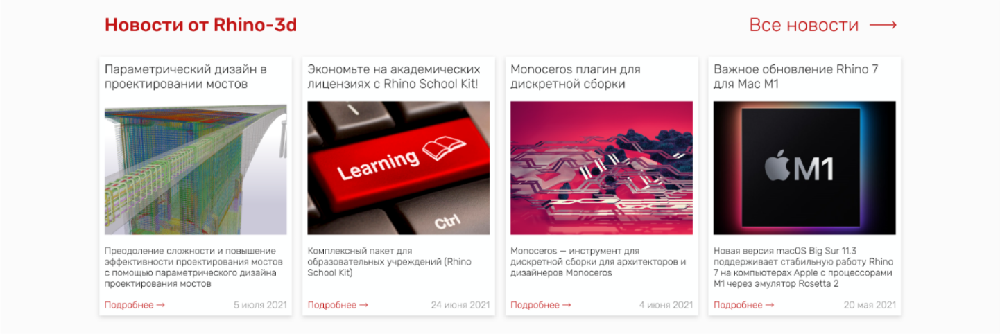 Новости от Rhino-3d
Все новости →
Параметрический дизайн в
проектировании мостов
Преодоление сложности и повышение
эффективности проектирования мостов
с помощью параметрического дизайна
проектирования мостов
Подробнее →
5 июля 2021
Экономьте на академических
лицензиях с Rhino School Kit!
Learning
Ctrl
Комплексный пакет для
образовательных учреждений (Rhino
School Kit)
Подробнее →
24 июня 2021
Monoceros плагин для
дискретной сборки
Monoceros — инструмент для
дискретной сборки для архитекторов и
дизайнеров Monoceros
Подробнее →
4 июня 2021
Важное обновление Rhino 7
для Mac M1
M1
Новая версия macOS Big Sur 11.3
поддерживает стабильную работу Rhino
7 на компьютерах Apple с процессорами
M1 через эмулятор Rosetta 2
Подробнее →
20 мая 2021